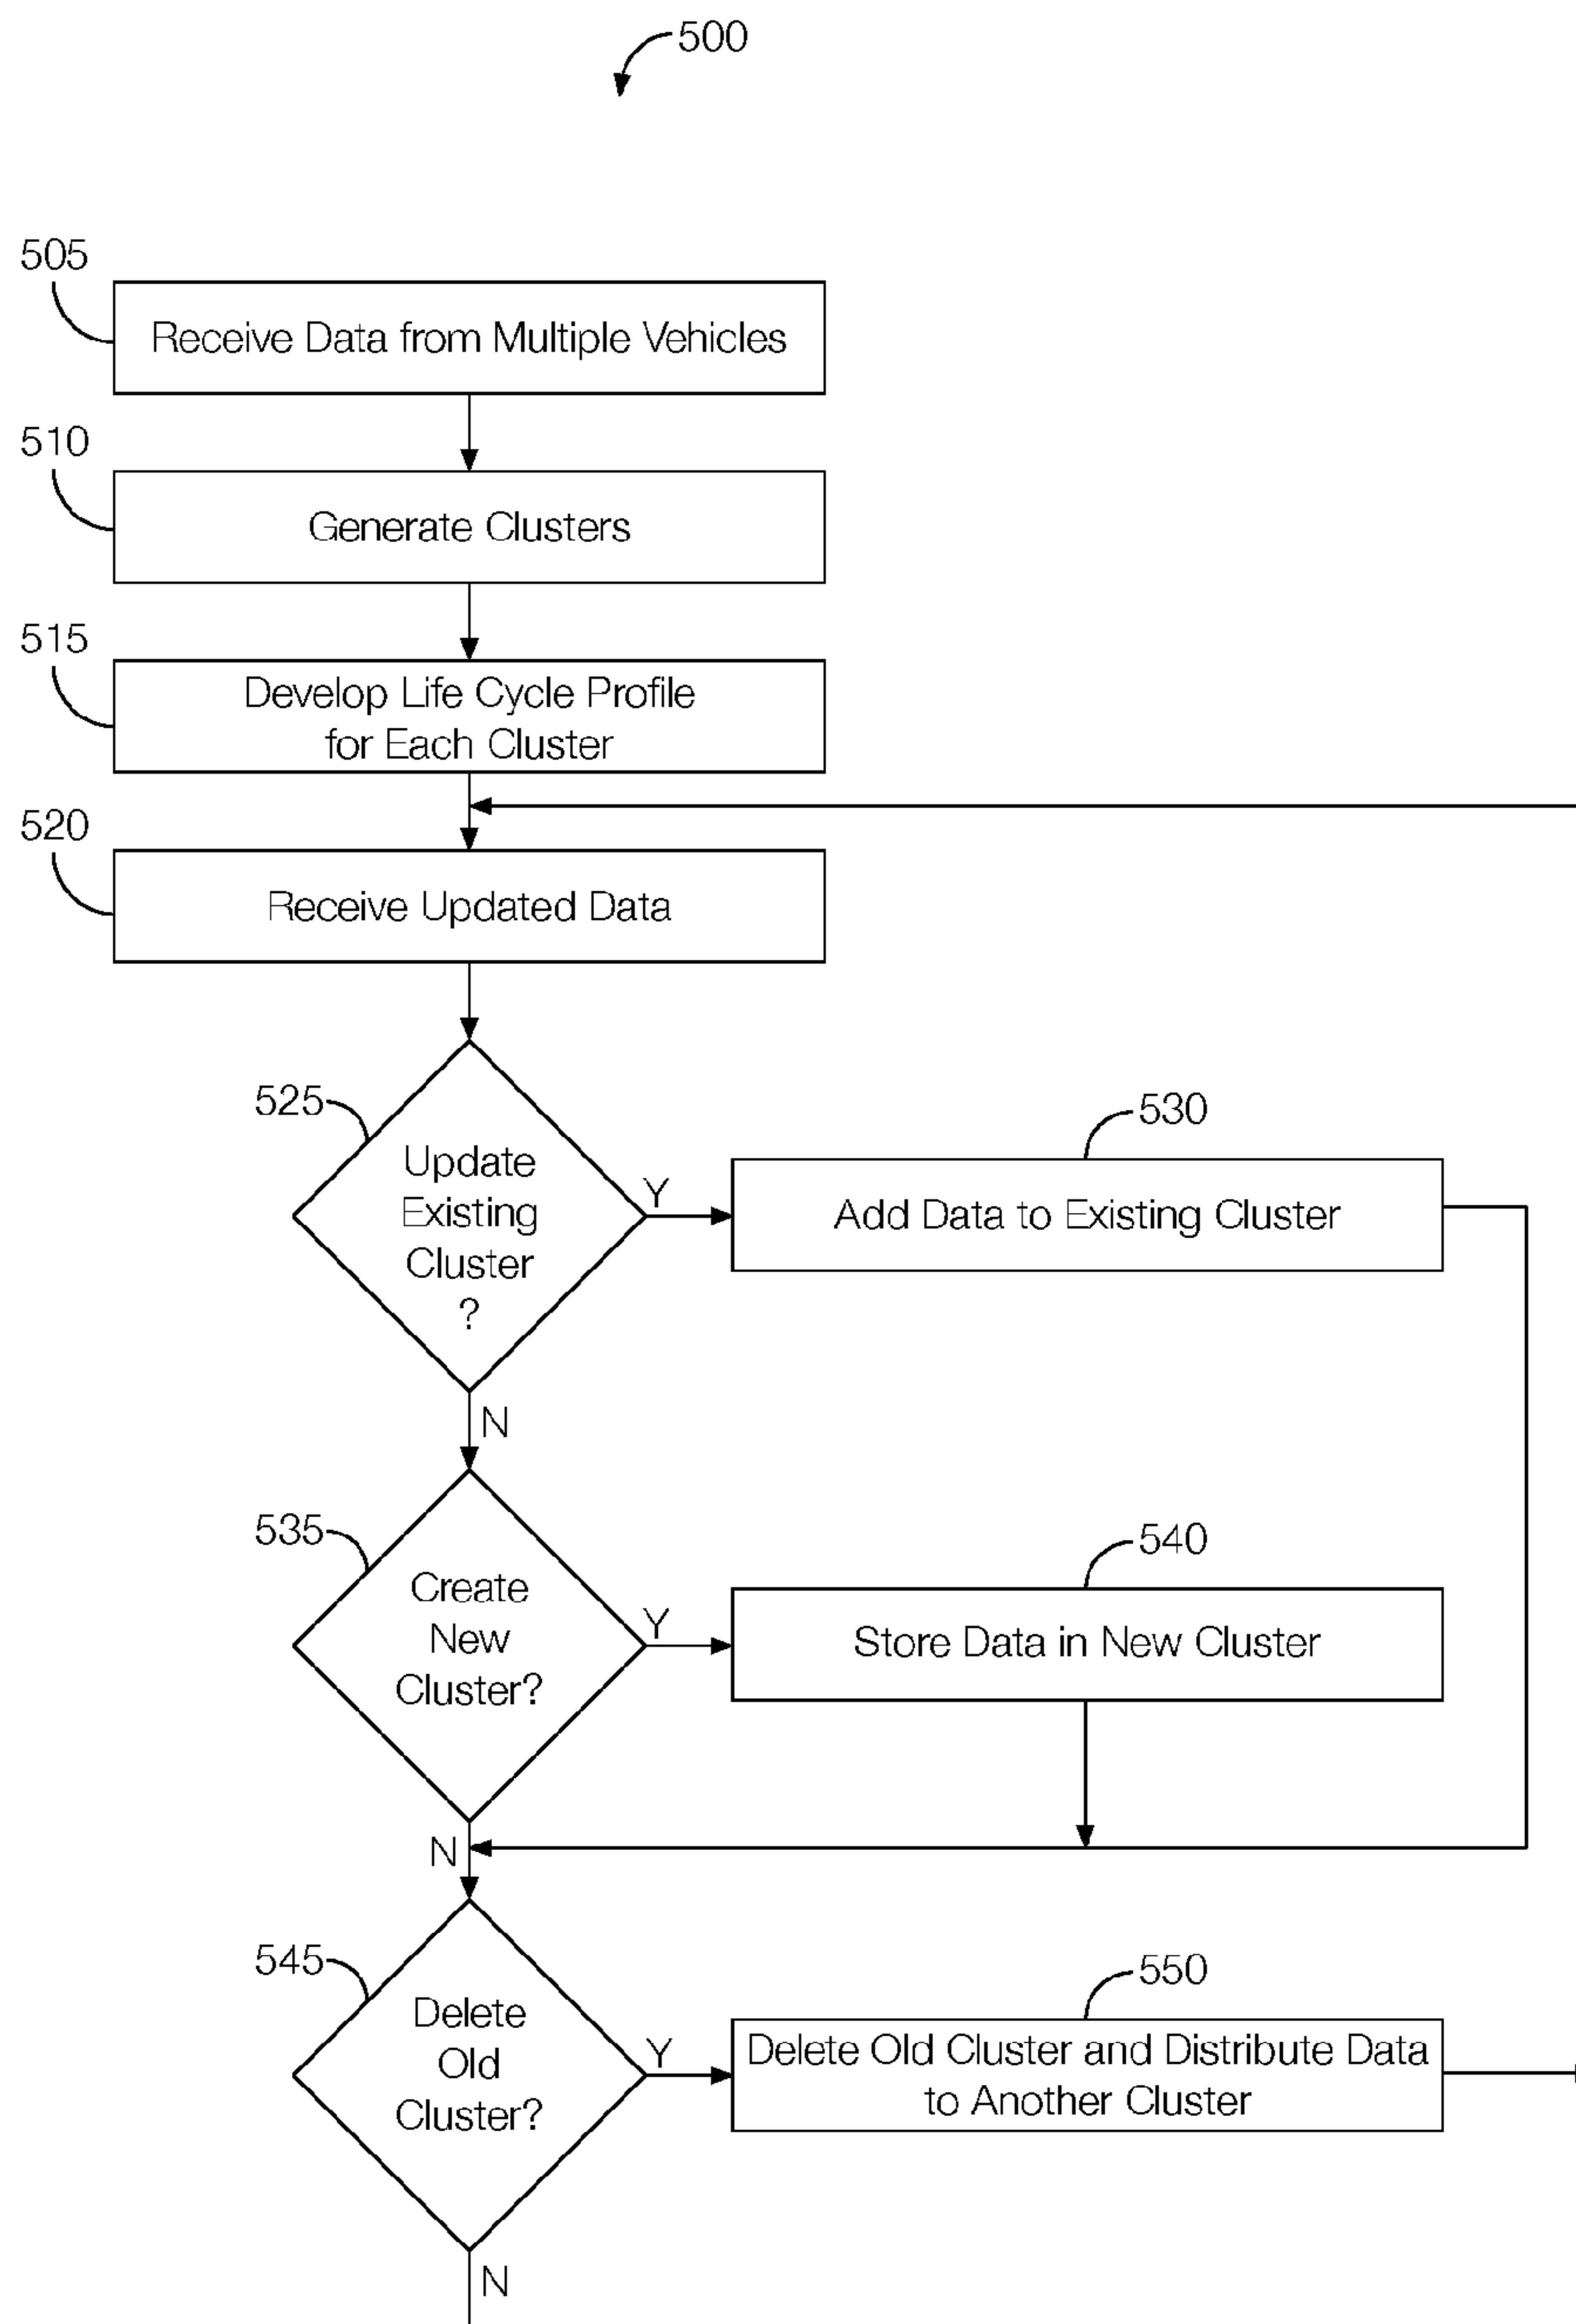 500
505
Receive Data from Multiple Vehicles
510
Generate Clusters
515
Develop Life Cycle Profile
for Each Cluster
520
Receive Updated Data
525
Update
Existing
Cluster
?
Y
530
Add Data to Existing Cluster
N
535
Create
New
Cluster?
Y
540
Store Data in New Cluster
N
545
Delete
Old
Cluster?
Y
550
Delete Old Cluster and Distribute Data
to Another Cluster
N